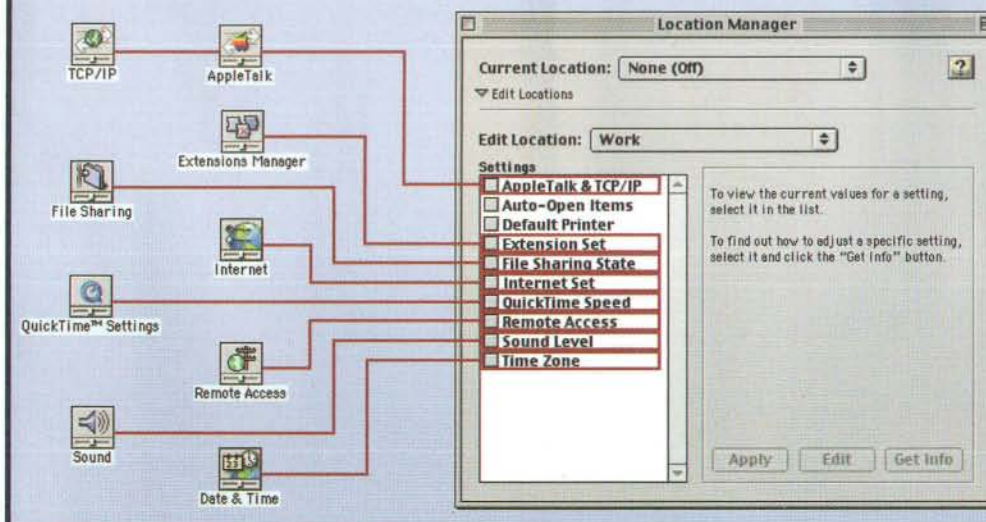 TCP/IP
AppleTalk
Extensions Manager
File Sharing
Internet
QuickTime™ Settings
Remote Access
Sound
Date & Time
Location Manager
Current Location: None (Off)
Edit Locations
Edit Location: Work
Settings
AppleTalk & TCP/IP
Auto-Open Items
Default Printer
Extension Set
File Sharing State
Internet Set
QuickTime Speed
Remote Access
Sound Level
Time Zone
To view the current values for a setting,
select it in the list.
To find out how to adjust a specific setting,
select it and click the “Get Info” button.
Apply Edit Get Info
?